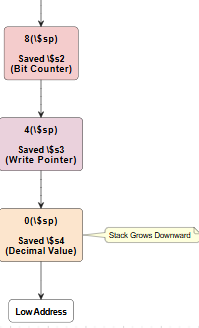 8(\$sp)
Saved \$s2
(Bit Counter)
4(\$sp)
Saved \$s3
(Write Pointer)
0(\$sp)
Saved \$s4
(Decimal Value)
Stack Grows Downward
Low Address